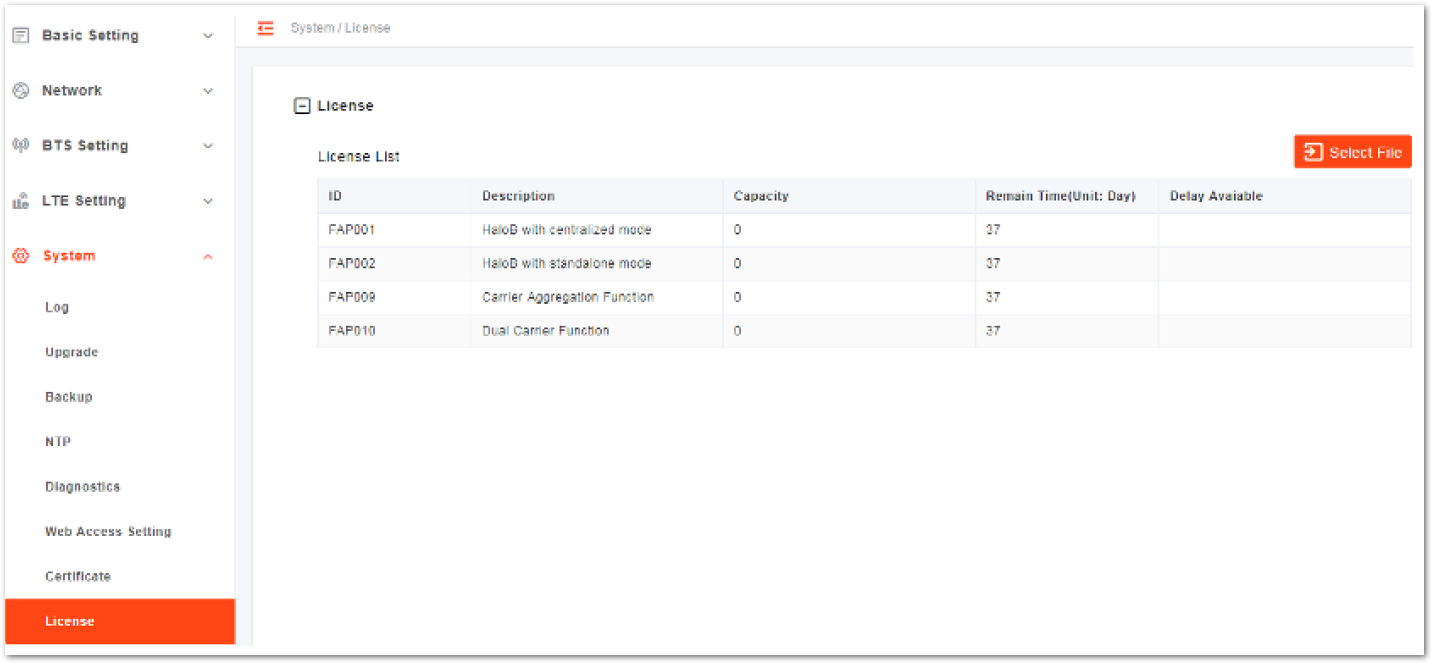 Basic Setting
Network
BTS Setting
LTE Setting
System
Log
Upgrade
Backup
NTP
Diagnostics
Web Access Setting
Certificate
License
System / License
License
License List
Select File
ID Description Capacity Remain Time(Unit: Day) Delay Avaiable
FAP001 HaloB with centralized mode 0 37
FAP002 HaloB with standalone mode 0 37
FAP009 Carrier Aggregation Function 0 37
FAP010 Dual Carrier Function 0 37